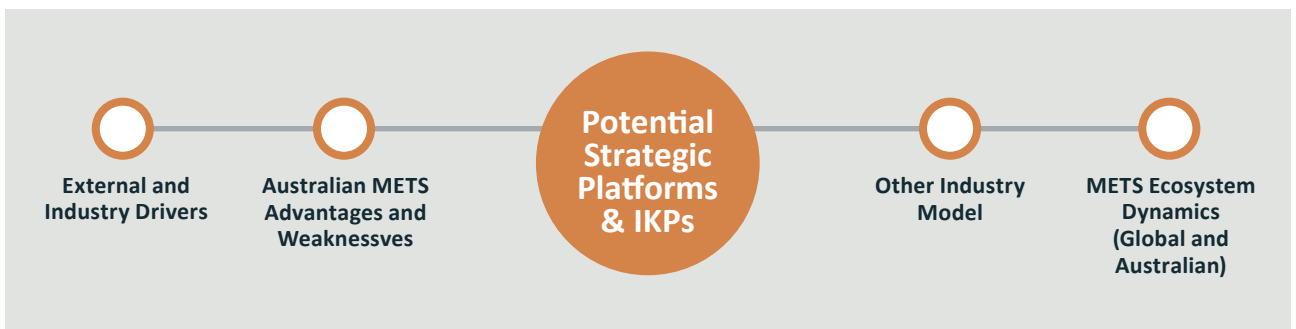 External and
Industry Drivers
Australian METS
Advantages and
Weaknessves
Potential
Strategic
Platforms
& IKPs
Other Industry
Model
METS Ecosystem
Dynamics
(Global and
Australian)